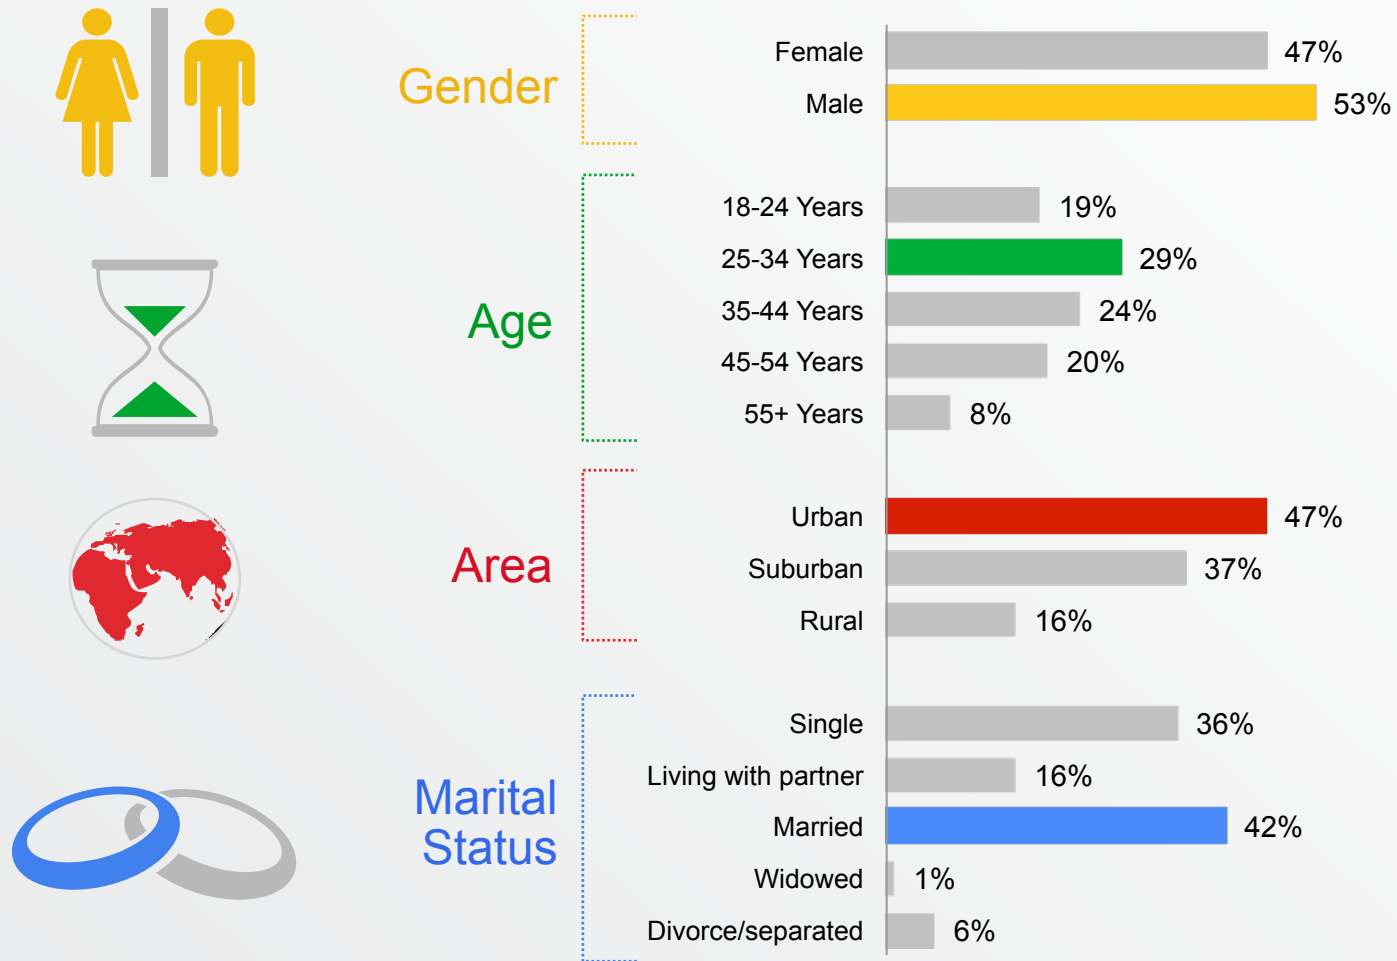 Gender
Female 47%
Male 53%
Age
18-24 Years 19%
25-34 Years 29%
35-44 Years 24%
45-54 Years 20%
55+ Years 8%
Area
Urban 47%
Suburban 37%
Rural 16%
Marital
Status
Single 36%
Living with partner 16%
Married 42%
Widowed 1%
Divorce/separated 6%